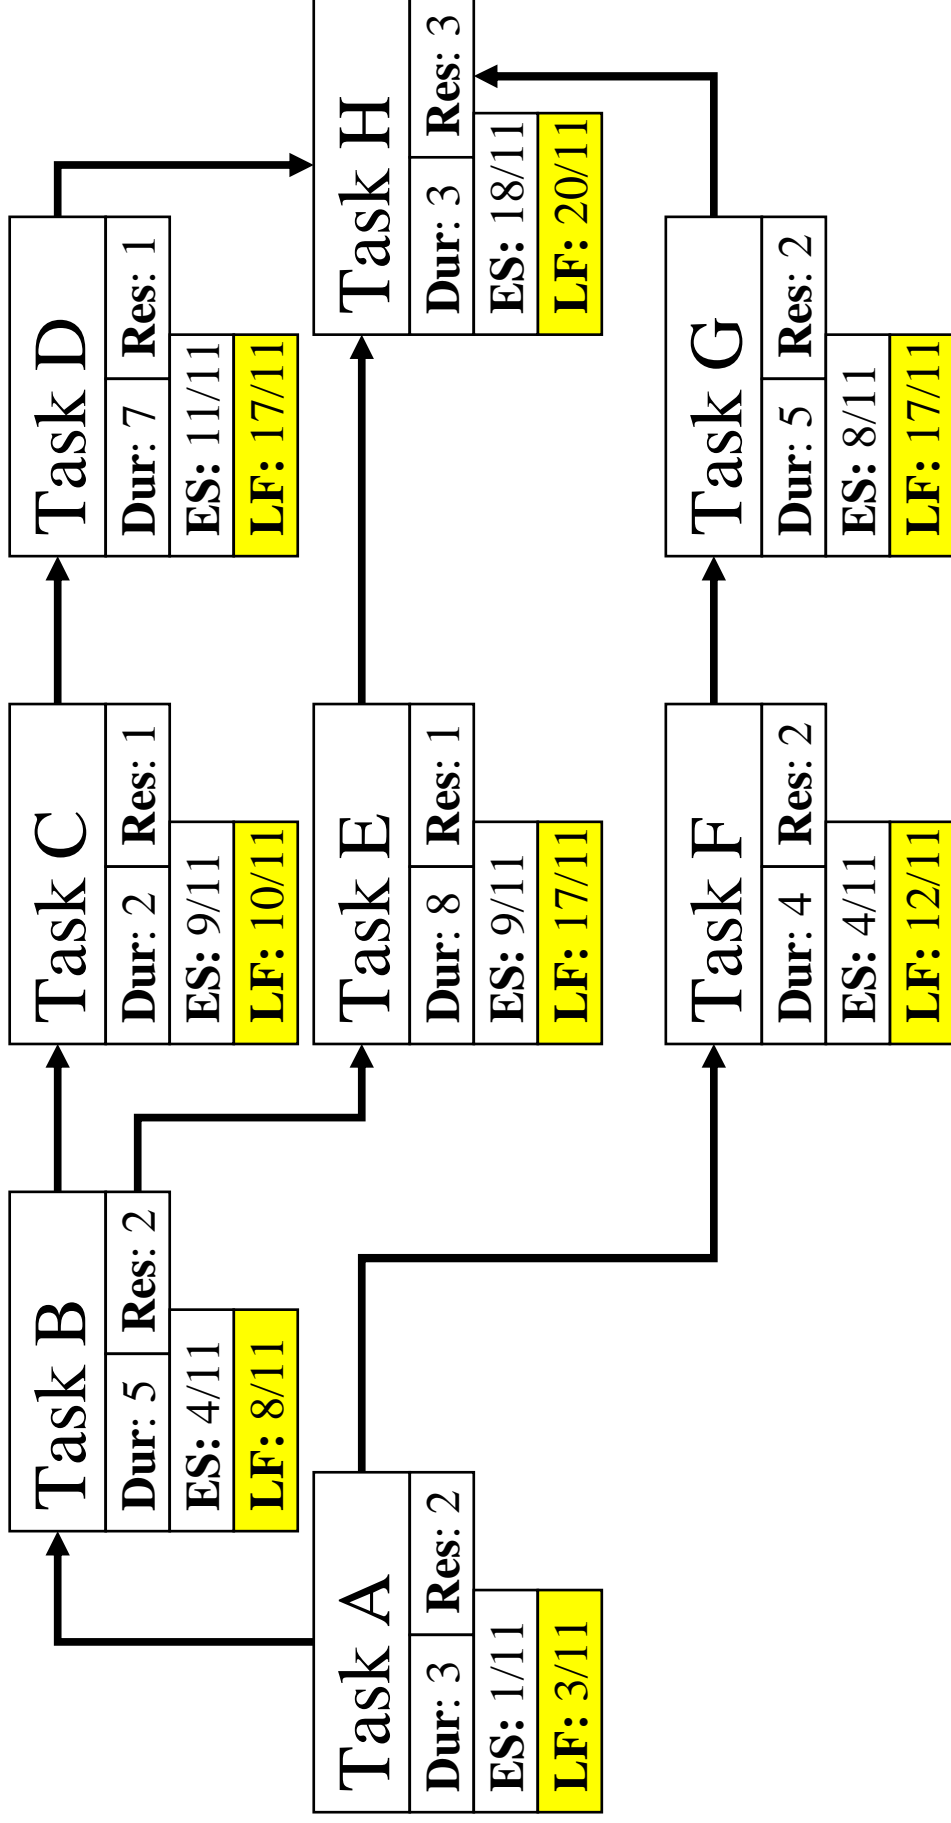 Task A
Dur: 3 Res: 2
ES: 1/11
LF: 3/11
Task B
Dur: 5 Res: 2
ES: 4/11
LF: 8/11
Task C
Dur: 2 Res: 1
ES: 9/11
LF: 10/11
Task D
Dur: 7 Res: 1
ES: 11/11
LF: 17/11
Task E
Dur: 8 Res: 1
ES: 9/11
LF: 17/11
Task F
Dur: 4 Res: 2
ES: 4/11
LF: 12/11
Task G
Dur: 5 Res: 2
ES: 8/11
LF: 17/11
Task H
Dur: 3 Res: 3
ES: 18/11
LF: 20/11